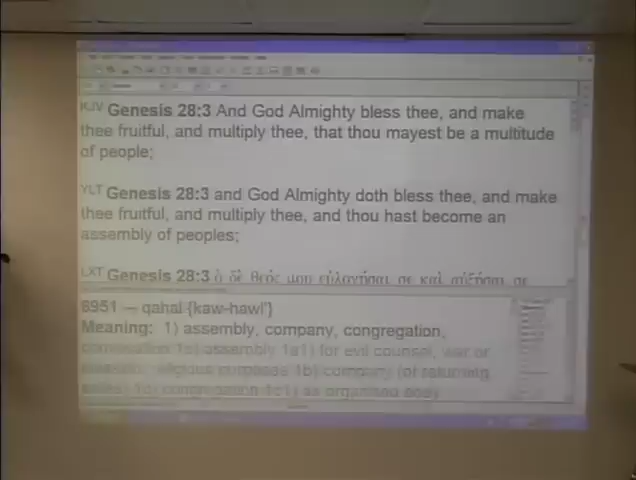 KJV Genesis 28:3 And God Almighty bless thee, and make
thee fruitful, and multiply thee, that thou mayest be a multitude
of people;
YLT Genesis 28:3 and God Almighty doth bless thee, and make
thee fruitful, and multiply thee, and thou hast become an
assembly of peoples;
LXT Genesis 28:3 ὁ δὲ θεός μου εὐλογήσαι σε καὶ αὐξήσαι σε
6951 — qahal {kaw-hawl'}
Meaning: 1) assembly, company, congregation,
convocation 1a) assembly 1a1) for evil counsel, war or
religious purposes 1b) company (of returning
1c) congregation 1c1) as organised body